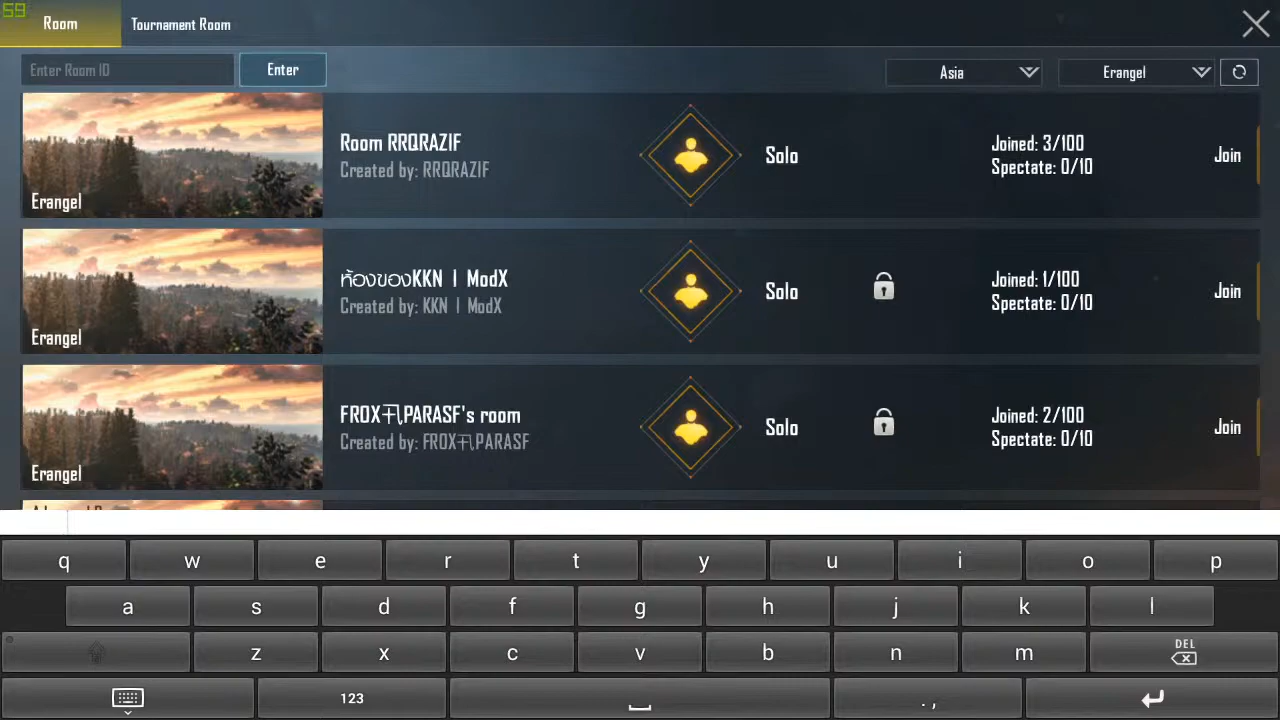 59
Room
Tournament Room
Enter Room ID
Enter
Asia
Erangel
Room RRQRAZIF
Created by: RRQRAZIF
Erangel
Solo
Joined: 3/100
Spectate: 0/10
Join
ห้องของKKN | ModX
Created by: KKN | ModX
Erangel
Solo
Joined: 1/100
Spectate: 0/10
Join
FROX卂PARASF's room
Created by: FROX卂PARASF
Erangel
Solo
Joined: 2/100
Spectate: 0/10
Join
q w e r t y u i o p
a s d f g h j k l
z x c v b n m DEL
123 . ,